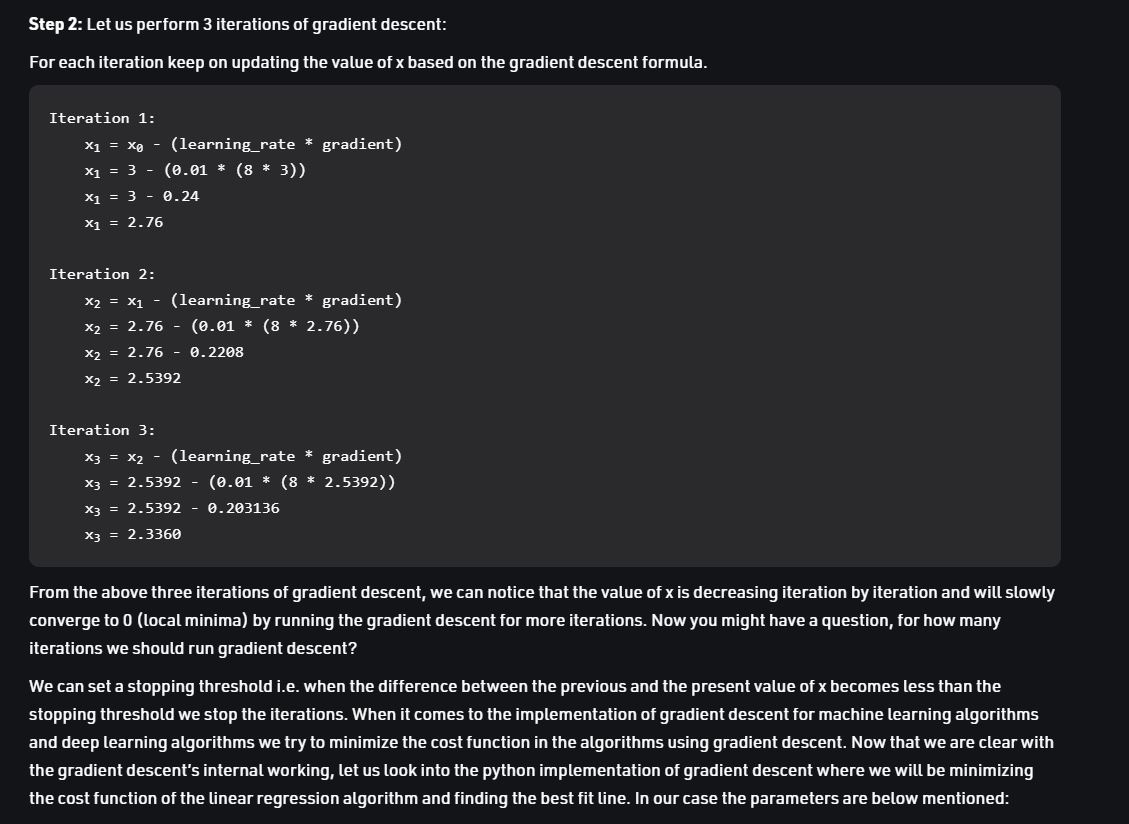 Step 2: Let us perform 3 iterations of gradient descent:
For each iteration keep on updating the value of x based on the gradient descent formula.
Iteration 1:
x₁ = x₀ - (learning_rate * gradient)
x₁ = 3 - (0.01 * (8 * 3))
x₁ = 3 - 0.24
x₁ = 2.76
Iteration 2:
x₂ = x₁ - (learning_rate * gradient)
x₂ = 2.76 - (0.01 * (8 * 2.76))
x₂ = 2.76 - 0.2208
x₂ = 2.5392
Iteration 3:
x₃ = x₂ - (learning_rate * gradient)
x₃ = 2.5392 - (0.01 * (8 * 2.5392))
x₃ = 2.5392 - 0.203136
x₃ = 2.3360
From the above three iterations of gradient descent, we can notice that the value of x is decreasing iteration by iteration and will slowly
converge to 0 (local minima) by running the gradient descent for more iterations. Now you might have a question, for how many
iterations we should run gradient descent?
We can set a stopping threshold i.e. when the difference between the previous and the present value of x becomes less than the
stopping threshold we stop the iterations. When it comes to the implementation of gradient descent for machine learning algorithms
and deep learning algorithms we try to minimize the cost function in the algorithms using gradient descent. Now that we are clear with
the gradient descent's internal working, let us look into the python implementation of gradient descent where we will be minimizing
the cost function of the linear regression algorithm and finding the best fit line. In our case the parameters are below mentioned: